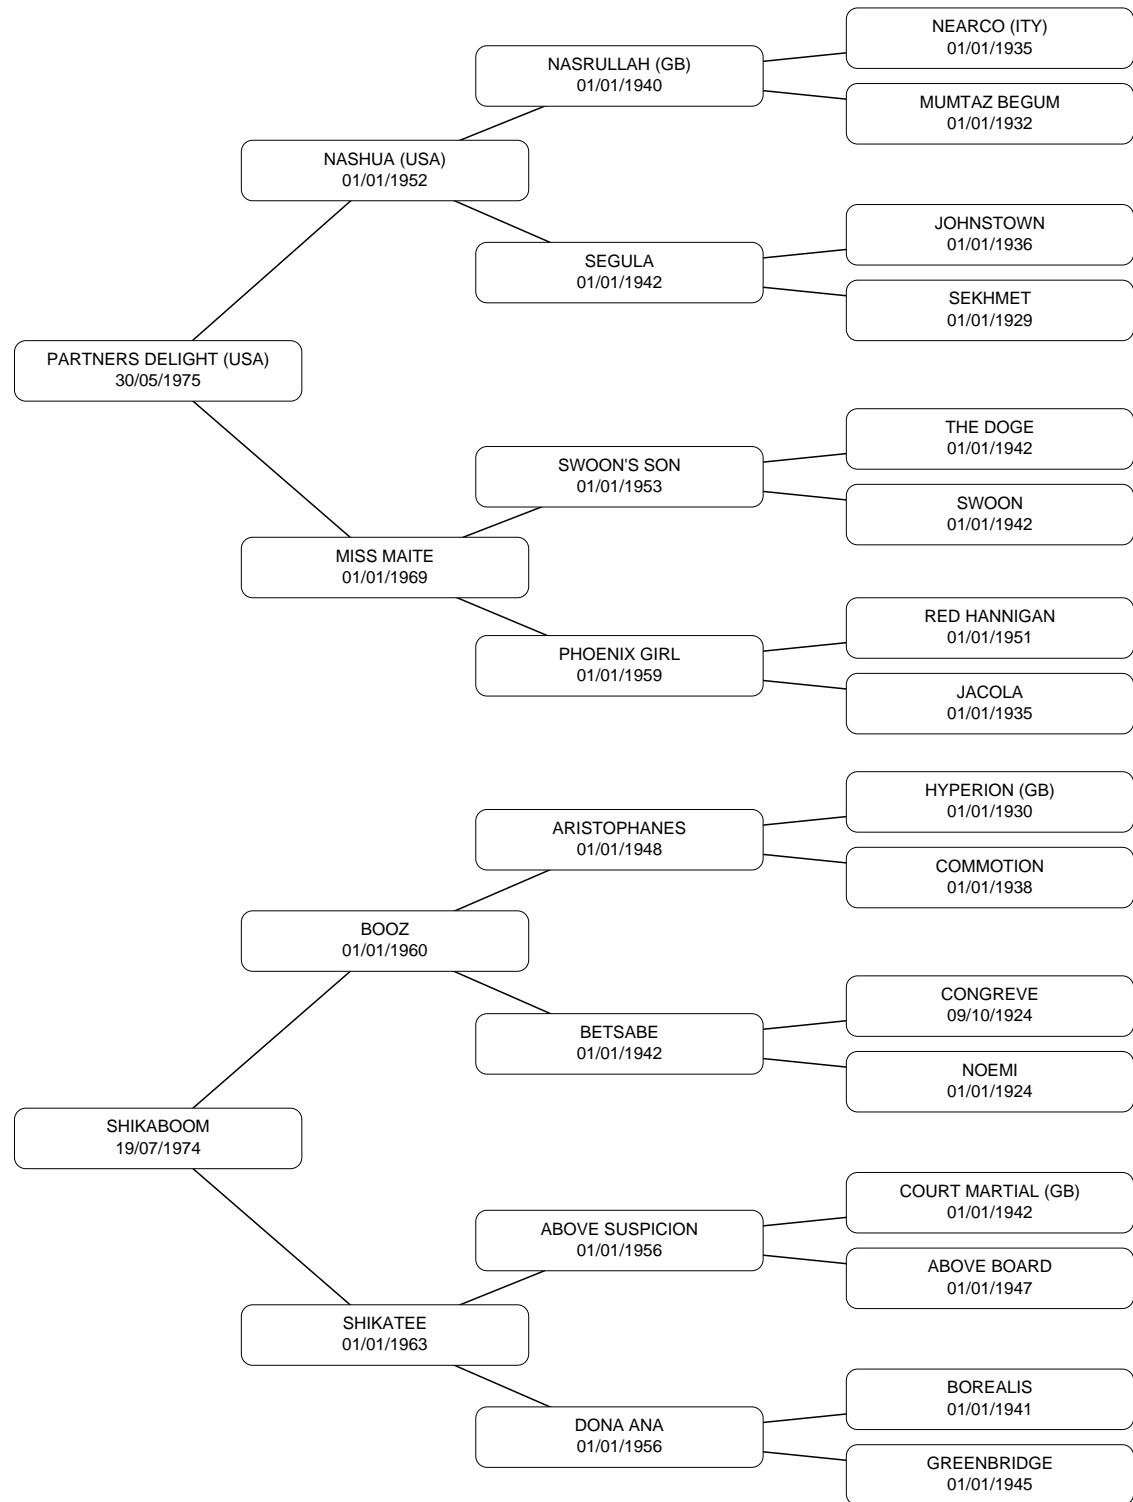 NEARCO (ITY)
01/01/1935
NASRULLAH (GB)
01/01/1940
MUMTAZ BEGUM
01/01/1932
NASHUA (USA)
01/01/1952
JOHNSTOWN
01/01/1936
SEGULA
01/01/1942
SEKHMET
01/01/1929
PARTNERS DELIGHT (USA)
30/05/1975
THE DOGE
01/01/1942
SWOON'S SON
01/01/1953
SWOON
01/01/1942
MISS MAITE
01/01/1969
RED HANNIGAN
01/01/1951
PHOENIX GIRL
01/01/1959
JACOLA
01/01/1935
HYPERION (GB)
01/01/1930
ARISTOPHANES
01/01/1948
COMMOTION
01/01/1938
BOOZ
01/01/1960
CONGREVE
09/10/1924
BETSABE
01/01/1942
NOEMI
01/01/1924
SHIKABOOM
19/07/1974
COURT MARTIAL (GB)
01/01/1942
ABOVE SUSPICION
01/01/1956
ABOVE BOARD
01/01/1947
SHIKATEE
01/01/1963
BOREALIS
01/01/1941
DONA ANA
01/01/1956
GREENBRIDGE
01/01/1945